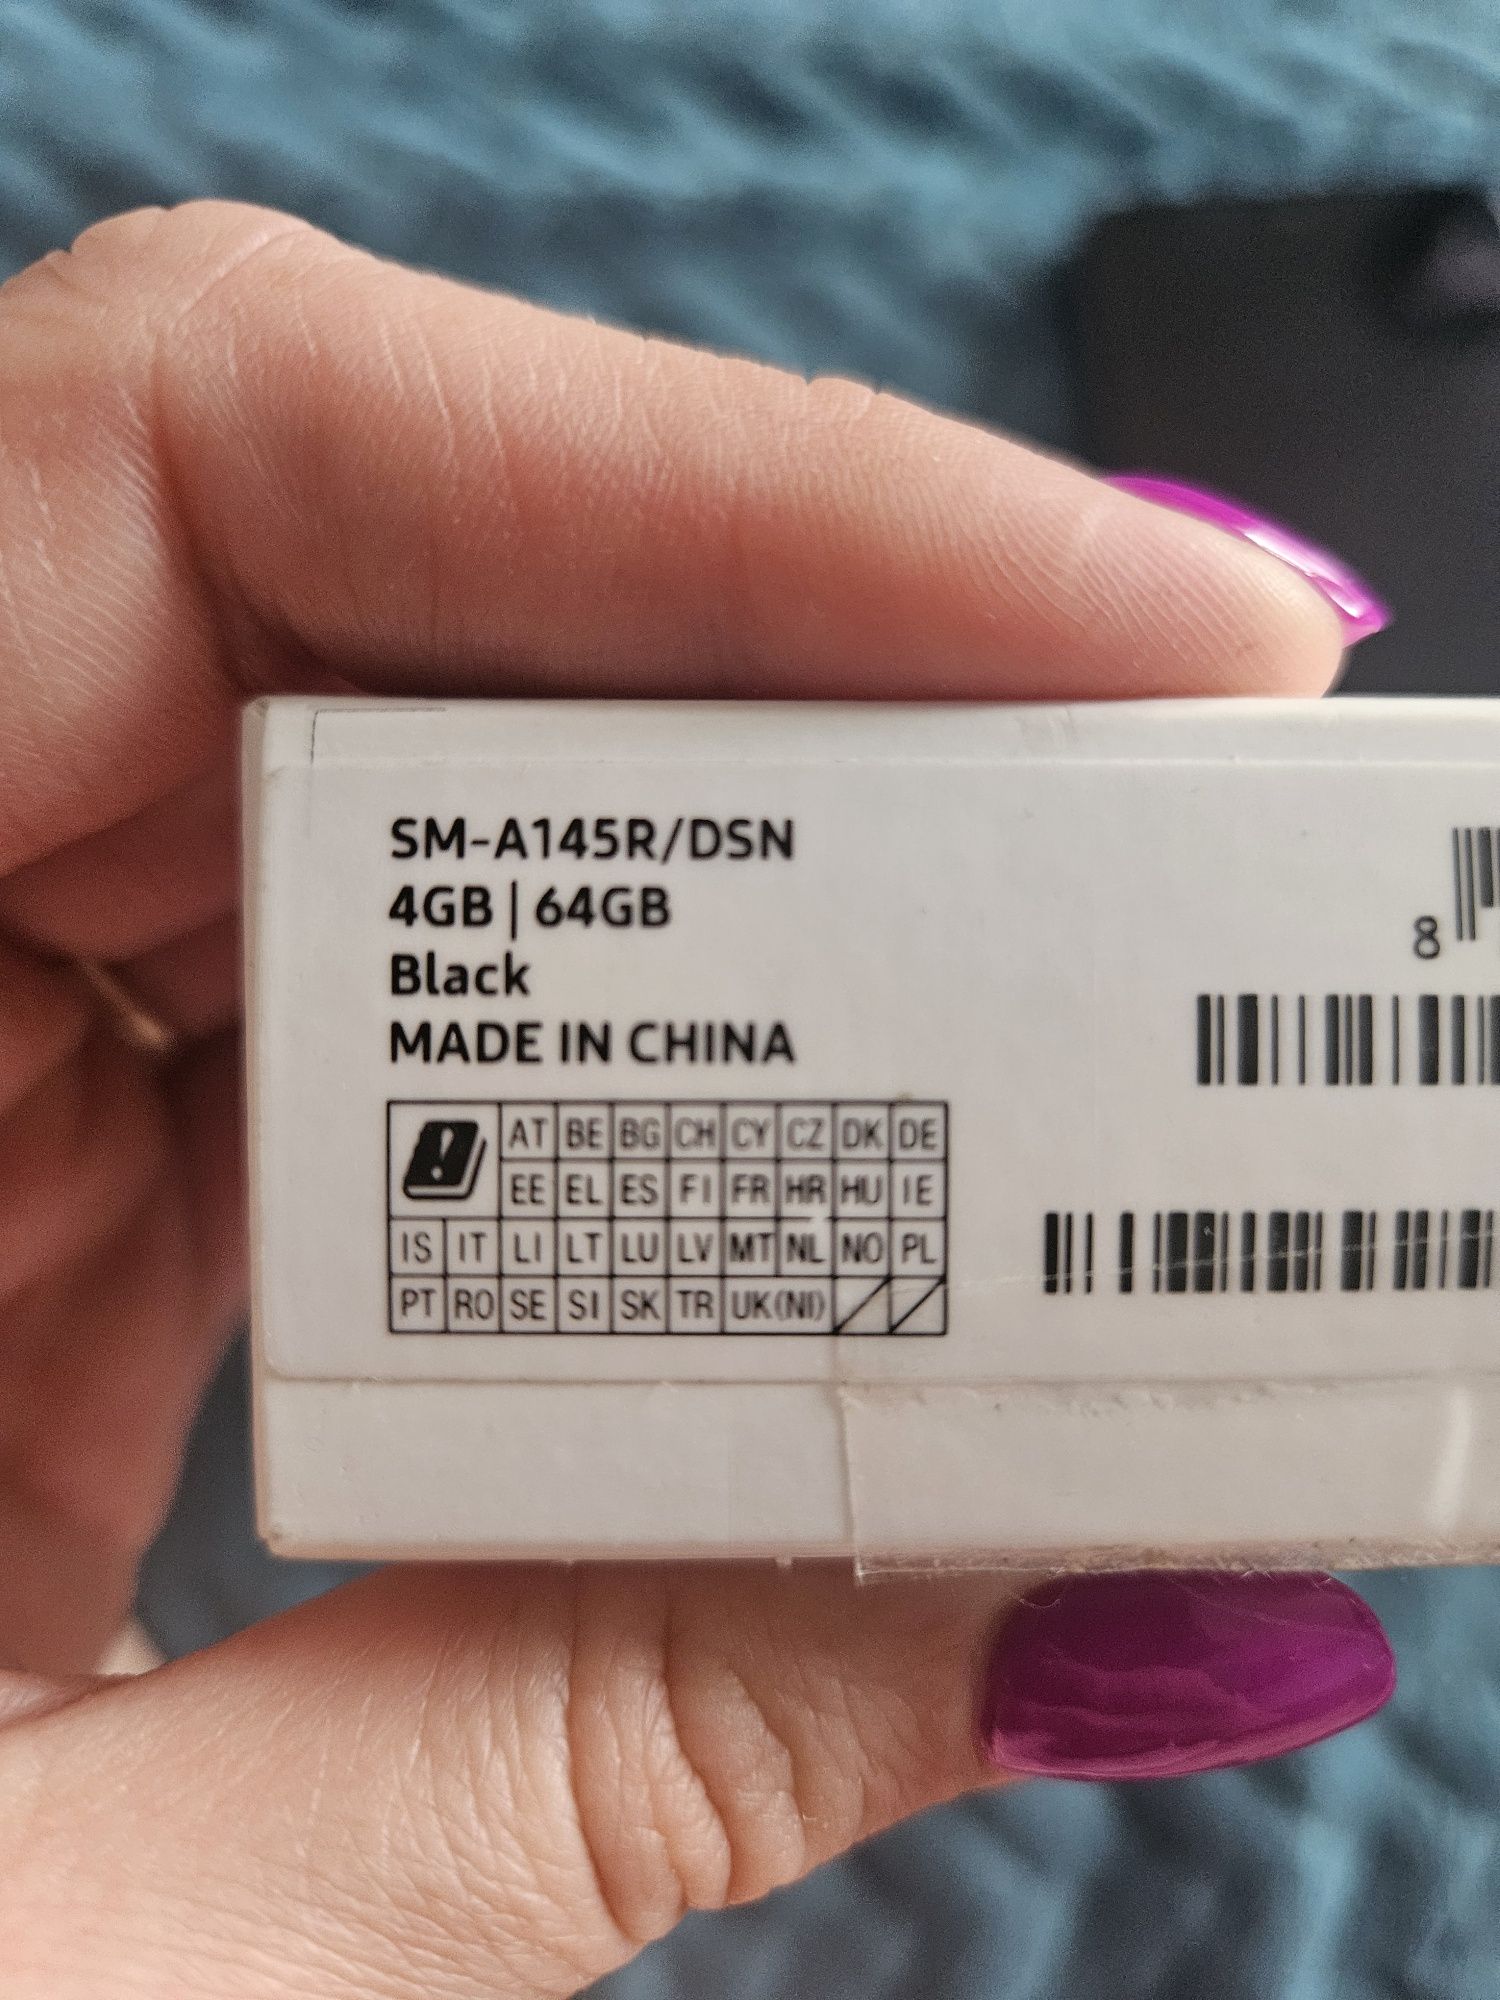 SM-A145R/DSN
4GB | 64GB
Black
MADE IN CHINA
8
AT BE BG CH CY CZ DK DE
EE EL ES FI FR HR HU IE
IS IT LI LT LU LV MT NL NO PL
PT RO SE SI SK TR UK(NI)